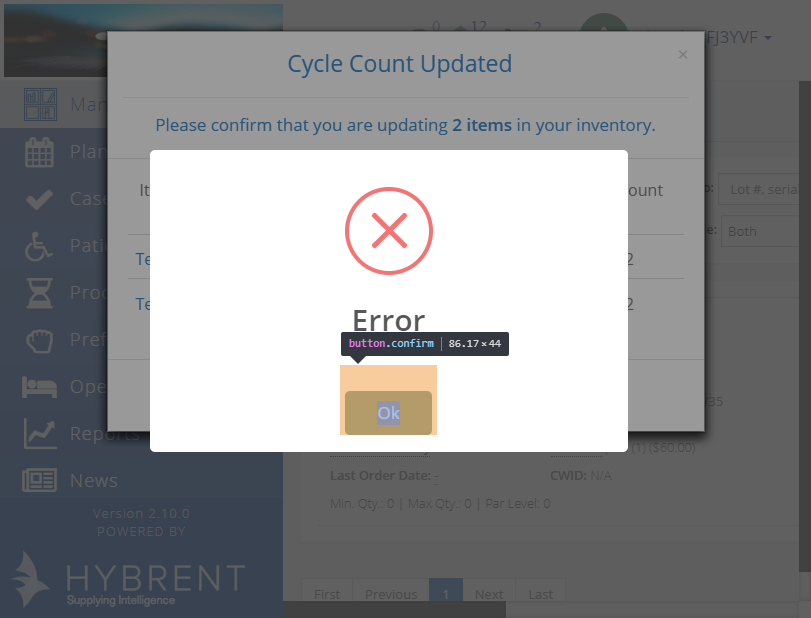 0 12 2
FJ3YVF
Cycle Count Updated
×
Please confirm that you are updating 2 items in your inventory.
Man
Plan
Case
Patie
Proc
Pref
Ope
Reports
News
It
ount
Te
2
Te
2
Lot #, seria
e:
Both
Error
button.confirm | 86.17 × 44
Ok
(1) ($60.00)
Last Order Date: -
CWID: N/A
Min. Qty.: 0 | Max Qty.: 0 | Par Level: 0
Version 2.10.0
POWERED BY
HYBRENT
Supplying Intelligence
First Previous 1 Next Last